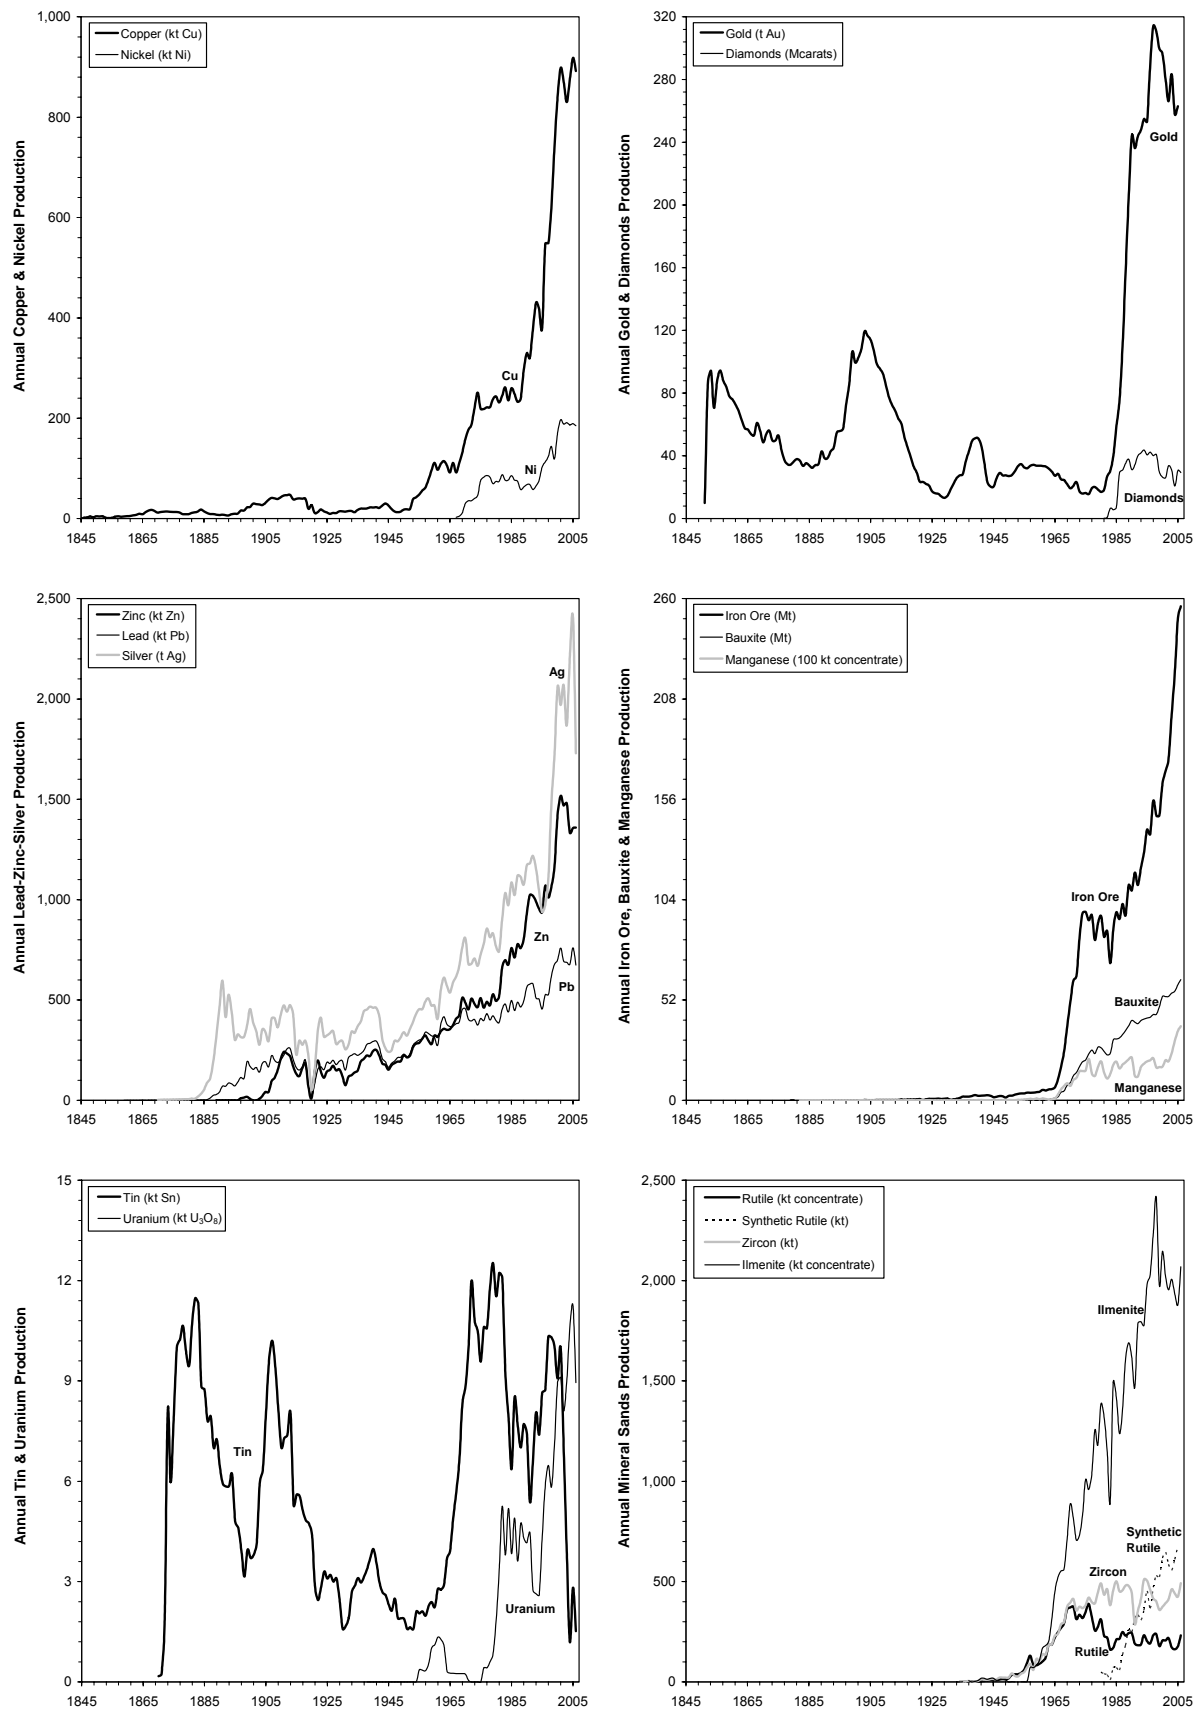 Annual Copper & Nickel Production
1,000
800
600
400
200
0
Copper (kt Cu)
Nickel (kt Ni)
Cu
Ni
1845 1865 1885 1905 1925 1945 1965 1985 2005
Annual Gold & Diamonds Production
320
280
240
200
160
120
80
40
0
Gold (t Au)
Diamonds (Mcarats)
Gold
Diamonds
1845 1865 1885 1905 1925 1945 1965 1985 2005
Annual Lead-Zinc-Silver Production
2,500
2,000
1,500
1,000
500
0
Zinc (kt Zn)
Lead (kt Pb)
Silver (t Ag)
Ag
Zn
Pb
1845 1865 1885 1905 1925 1945 1965 1985 2005
Annual Iron Ore, Bauxite & Manganese Production
260
208
156
104
52
0
Iron Ore (Mt)
Bauxite (Mt)
Manganese (100 kt concentrate)
Iron Ore
Bauxite
Manganese
1845 1865 1885 1905 1925 1945 1965 1985 2005
Annual Tin & Uranium Production
15
12
9
6
3
0
Tin (kt Sn)
Uranium (kt U₃O₈)
Tin
Uranium
1845 1865 1885 1905 1925 1945 1965 1985 2005
Annual Mineral Sands Production
2,500
2,000
1,500
1,000
500
0
Rutile (kt concentrate)
Synthetic Rutile (kt)
Zircon (kt)
Ilmenite (kt concentrate)
Ilmenite
Synthetic
Rutile
Zircon
Rutile
1845 1865 1885 1905 1925 1945 1965 1985 2005